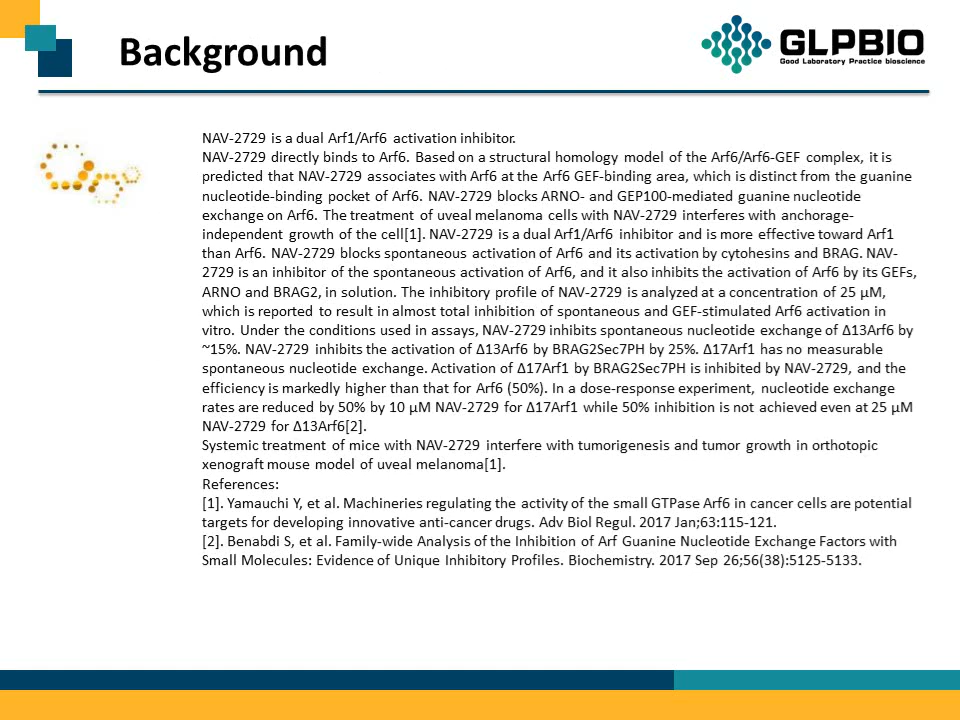 Background
GLPBIO
Good Laboratory Practice bioscience
NAV-2729 is a dual Arf1/Arf6 activation inhibitor.
NAV-2729 directly binds to Arf6. Based on a structural homology model of the Arf6/Arf6-GEF complex, it is
predicted that NAV-2729 associates with Arf6 at the Arf6 GEF-binding area, which is distinct from the guanine
nucleotide-binding pocket of Arf6. NAV-2729 blocks ARNO- and GEP100-mediated guanine nucleotide
exchange on Arf6. The treatment of uveal melanoma cells with NAV-2729 interferes with anchorage-
independent growth of the cell[1]. NAV-2729 is a dual Arf1/Arf6 inhibitor and is more effective toward Arf1
than Arf6. NAV-2729 blocks spontaneous activation of Arf6 and its activation by cytohesins and BRAG. NAV-
2729 is an inhibitor of the spontaneous activation of Arf6, and it also inhibits the activation of Arf6 by its GEFs,
ARNO and BRAG2, in solution. The inhibitory profile of NAV-2729 is analyzed at a concentration of 25 μM,
which is reported to result in almost total inhibition of spontaneous and GEF-stimulated Arf6 activation in
vitro. Under the conditions used in assays, NAV-2729 inhibits spontaneous nucleotide exchange of Δ13Arf6 by
~15%. NAV-2729 inhibits the activation of Δ13Arf6 by BRAG2Sec7PH by 25%. Δ17Arf1 has no measurable
spontaneous nucleotide exchange. Activation of Δ17Arf1 by BRAG2Sec7PH is inhibited by NAV-2729, and the
efficiency is markedly higher than that for Arf6 (50%). In a dose-response experiment, nucleotide exchange
rates are reduced by 50% by 10 μM NAV-2729 for Δ17Arf1 while 50% inhibition is not achieved even at 25 μM
NAV-2729 for Δ13Arf6[2].
Systemic treatment of mice with NAV-2729 interfere with tumorigenesis and tumor growth in orthotopic
xenograft mouse model of uveal melanoma[1].
References:
[1]. Yamauchi Y, et al. Machineries regulating the activity of the small GTPase Arf6 in cancer cells are potential
targets for developing innovative anti-cancer drugs. Adv Biol Regul. 2017 Jan;63:115-121.
[2]. Benabdi S, et al. Family-wide Analysis of the Inhibition of Arf Guanine Nucleotide Exchange Factors with
Small Molecules: Evidence of Unique Inhibitory Profiles. Biochemistry. 2017 Sep 26;56(38):5125-5133.